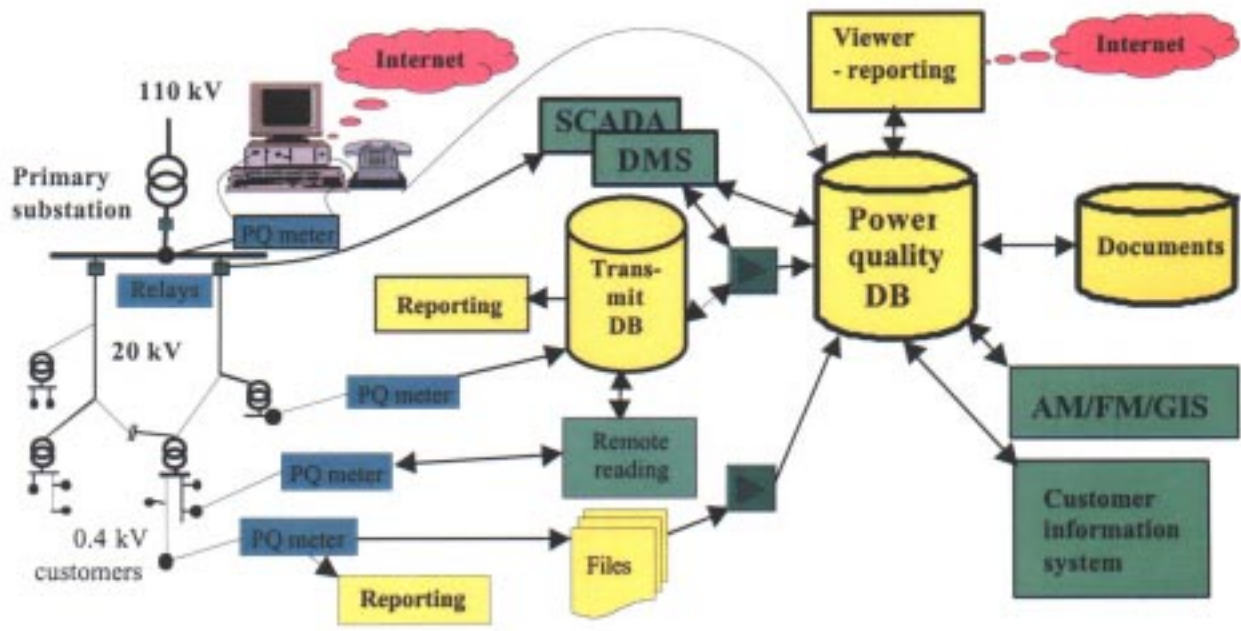 Internet
Viewer
- reporting
Internet
110 kV
SCADA
DMS
Primary
substation
PQ meter
Power
quality
DB
Documents
Relays
Reporting
Trans-
mit
DB
20 kV
PQ meter
AM/FM/GIS
Remote
reading
PQ meter
Customer
information
system
0.4 kV
customers
PQ meter
Files
Reporting